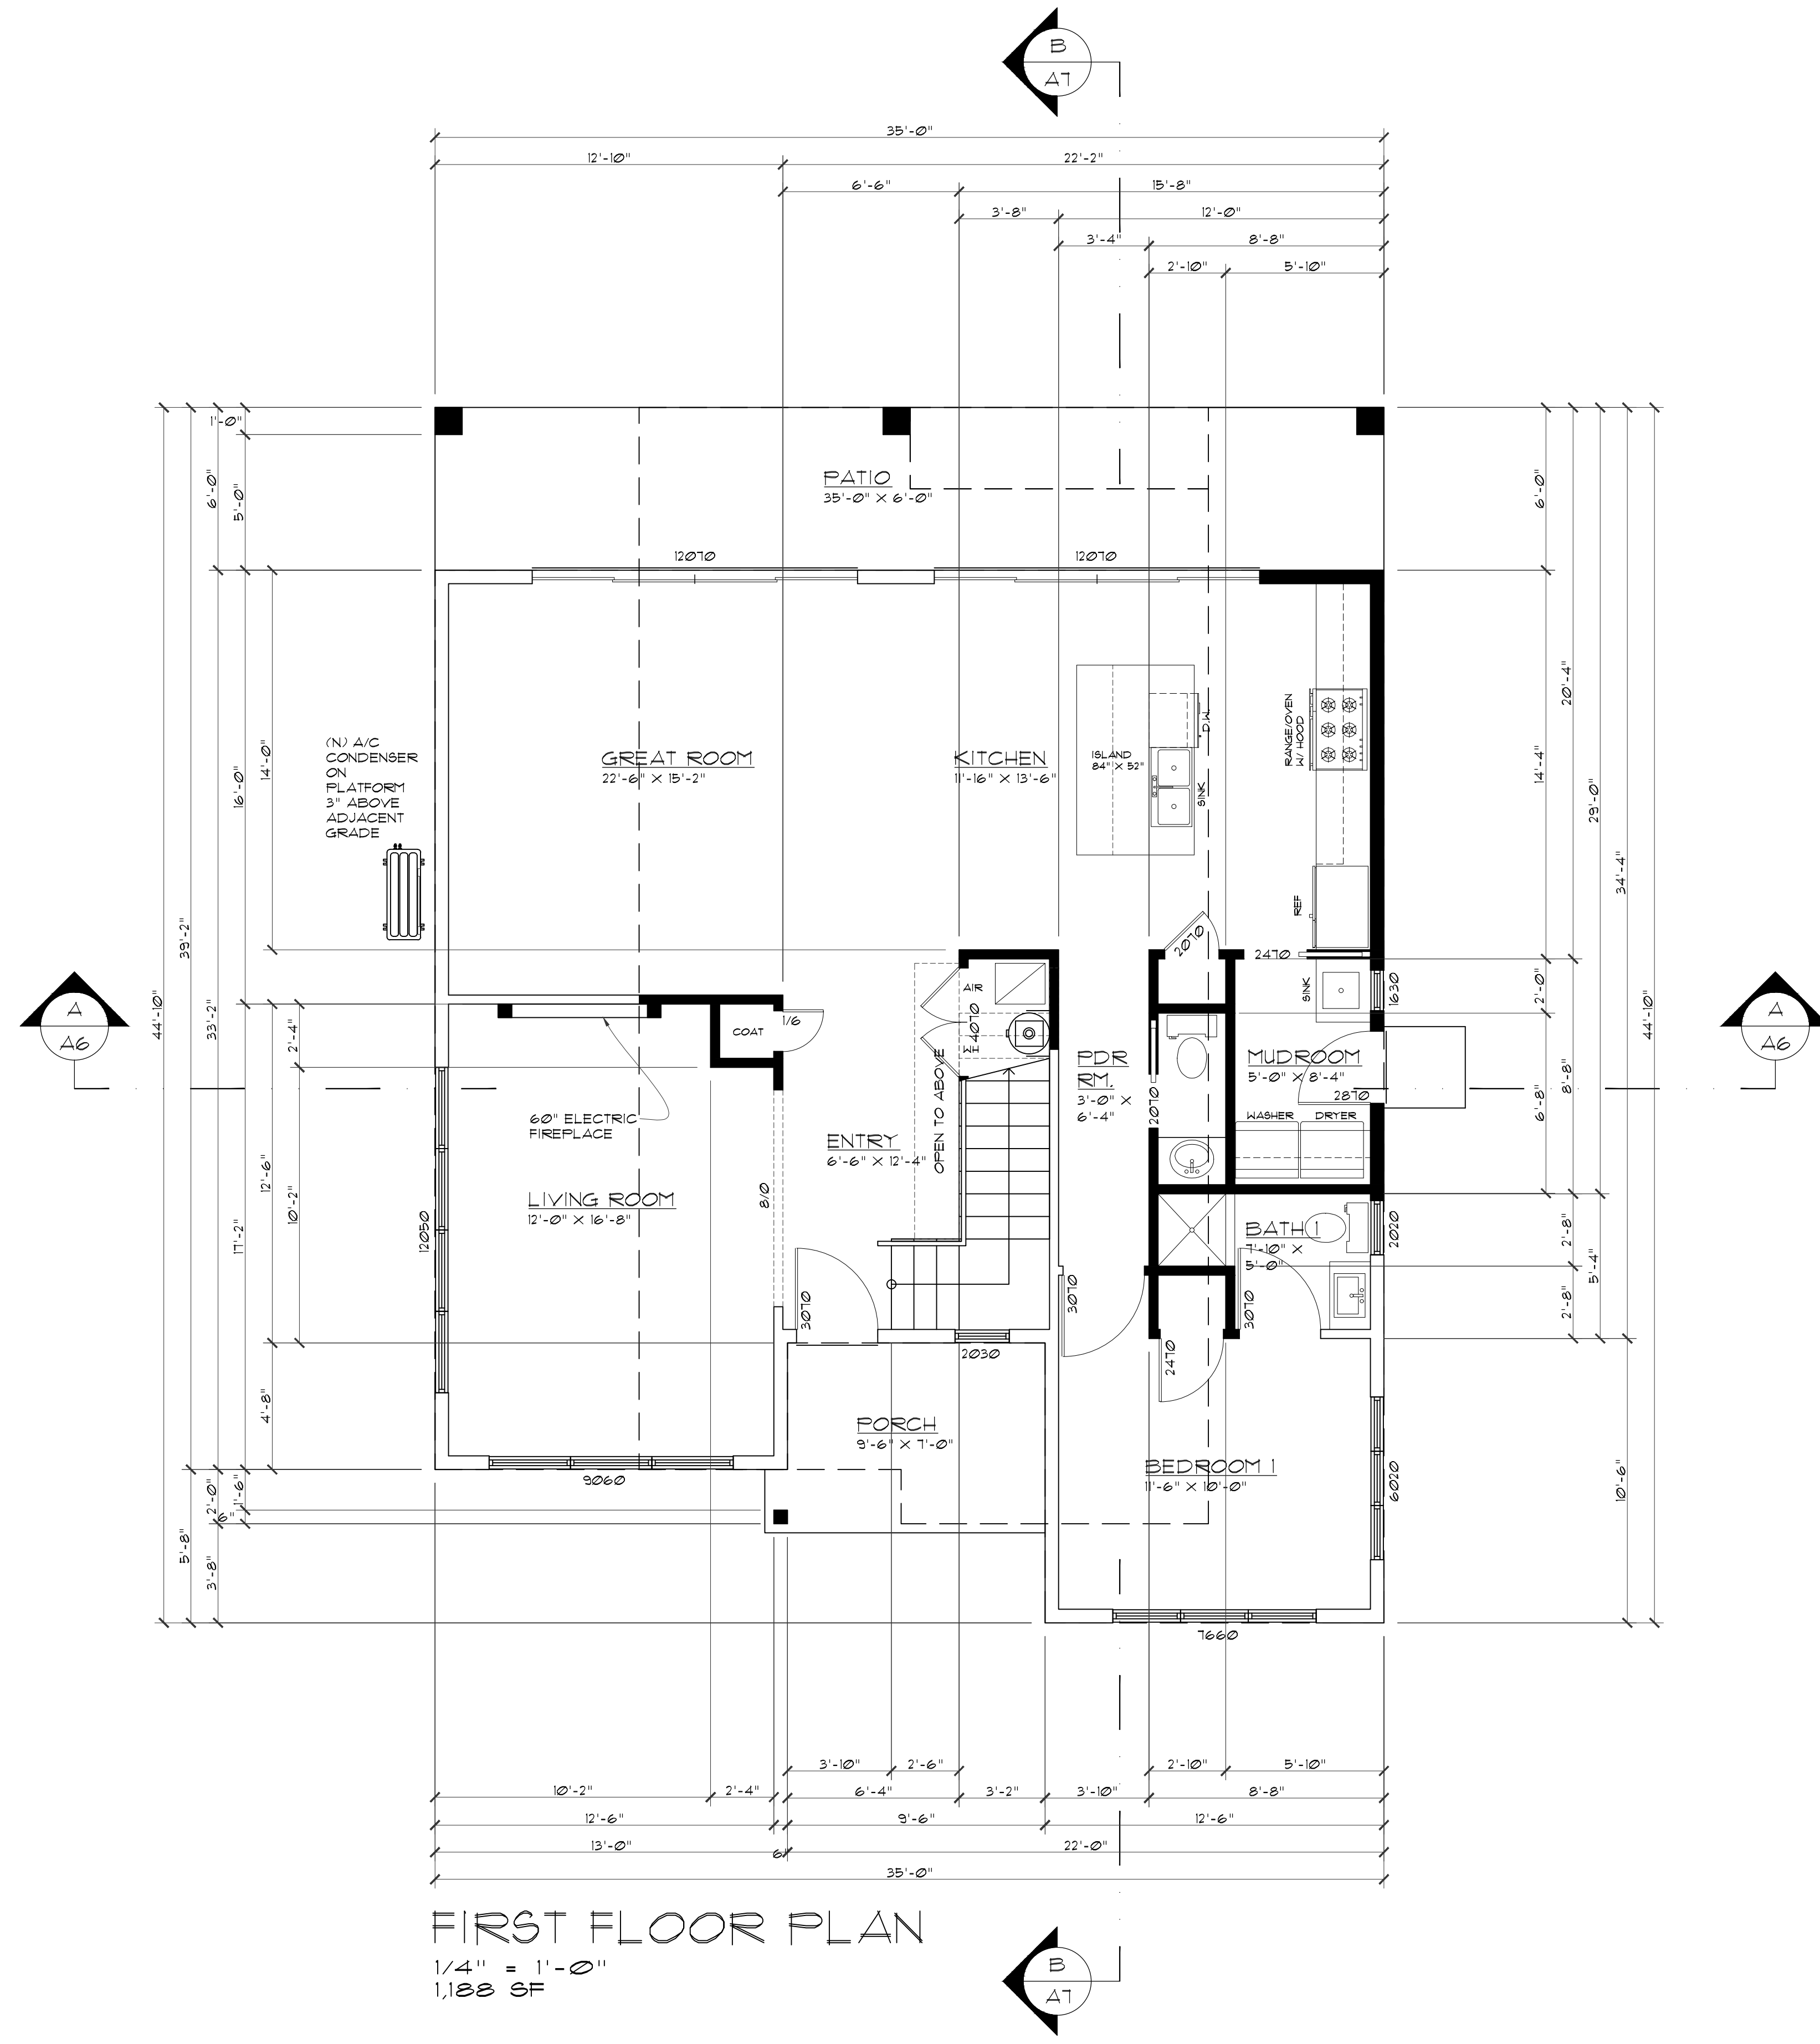 B
A7
35'-0"
12'-10" 22'-2"
6'-6" 15'-8"
3'-8" 12'-0"
3'-4" 8'-8"
2'-10" 5'-10"
1'-0"
6'-0"
5'-0"
6'-0"
PATIO
35'-0" X 6'-0"
12070 12070
44'-10"
39'-2"
33'-2"
16'-0"
14'-0"
(N) A/C
CONDENSER
ON
PLATFORM
3" ABOVE
ADJACENT
GRADE
GREAT ROOM
22'-6" X 15'-2"
KITCHEN
11'-16" X 13'-6"
ISLAND
84" X 52"
D.W.
SINK
RANGE/OVEN
W/ HOOD
REF
20'-4"
14'-4"
29'-0"
34'-4"
44'-10"
2070
2470
SINK
1630
2'-0"
A
A6
A
A6
2'-4"
COAT
1/6
AIR
WH
4070
OPEN TO ABOVE
PDR
RM.
3'-0" X
6'-4"
2070
MUDROOM
5'-0" X 8'-4"
2870
WASHER DRYER
8'-8"
6'-8"
60" ELECTRIC
FIREPLACE
ENTRY
6'-6" X 12'-4"
LIVING ROOM
12'-0" X 16'-8"
8/0
12050
12'-6"
10'-2"
17'-2"
BATH 1
7'-10" X
5'-0"
2020
2'-8"
5'-4"
2'-8"
3070
3070
3070
2470
2030
4'-8"
PORCH
9'-6" X 7'-0"
BEDROOM 1
11'-6" X 10'-0"
6020
10'-6"
9060
2'-0"
1'-6"
6"
5'-8"
3'-8"
7660
3'-10" 2'-6" 2'-10" 5'-10"
10'-2" 2'-4" 6'-4" 3'-2" 3'-10" 8'-8"
12'-6" 9'-6" 12'-6"
13'-0" 6" 22'-0"
35'-0"
FIRST FLOOR PLAN
1/4" = 1'-0"
1,188 SF
B
A7